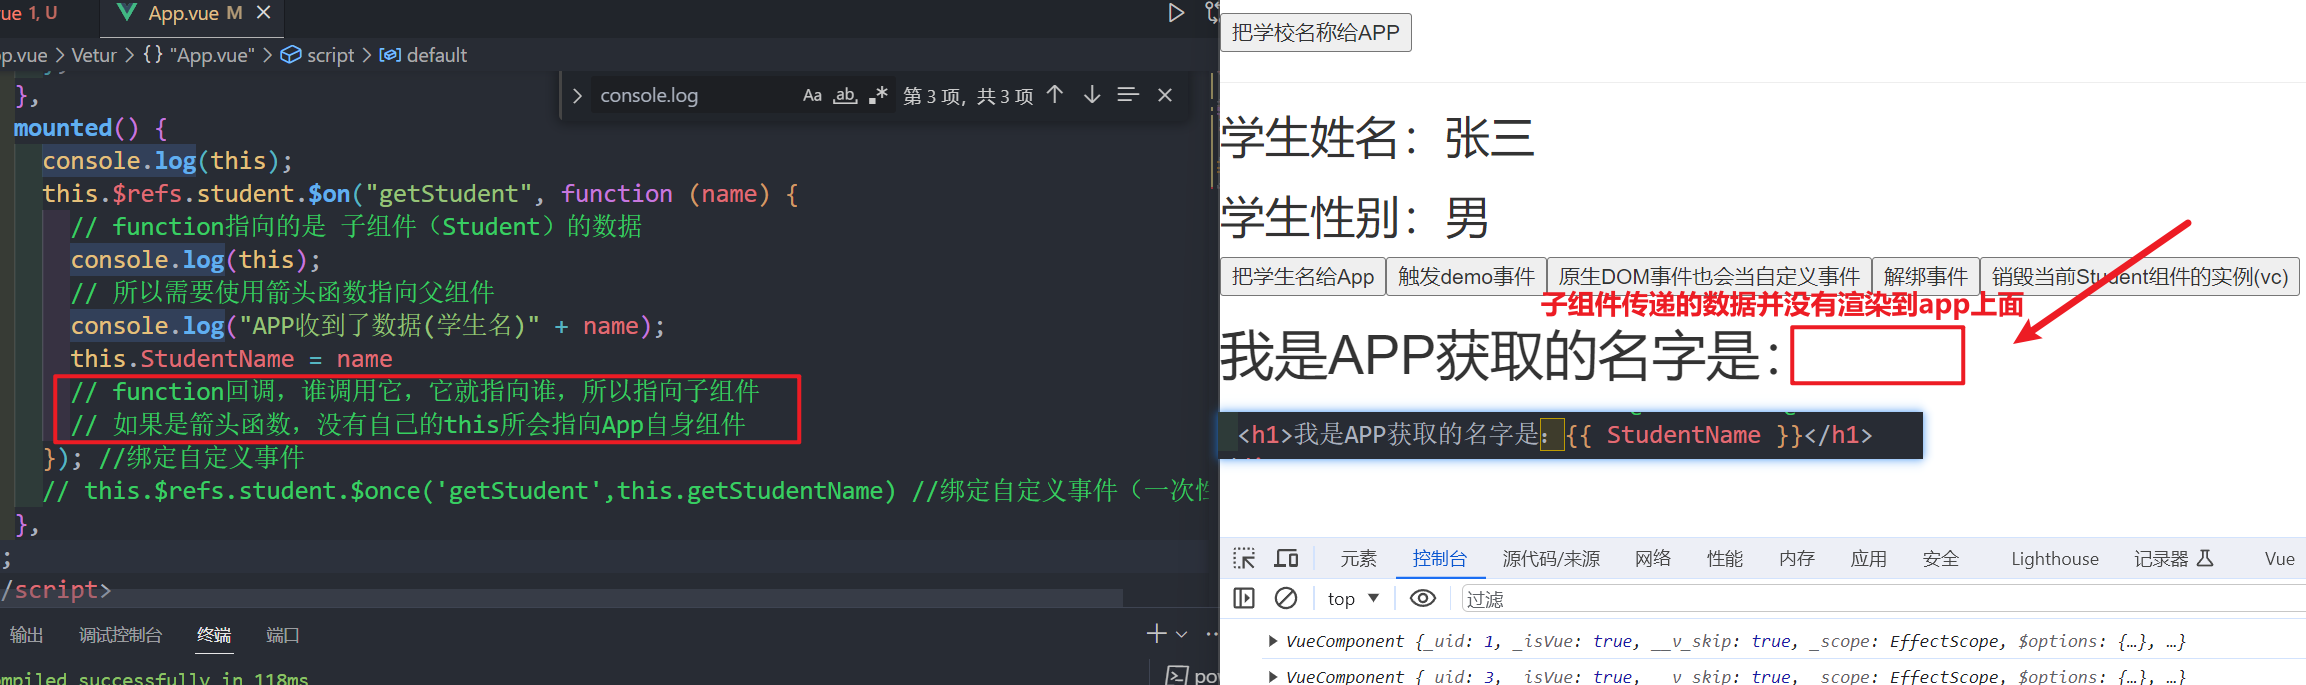 vue 1, U
App.vue M
pp.vue > Vetur > {} "App.vue" > script > default
},
console.log
Aa ab
第 3 项，共 3 项
mounted() {
console.log(this);
this.$refs.student.$on("getStudent", function (name) {
// function指向的是 子组件（Student）的数据
console.log(this);
// 所以需要使用箭头函数指向父组件
console.log("APP收到了数据(学生名)" + name);
this.StudentName = name
// function回调，谁调用它，它就指向谁，所以指向子组件
// 如果是箭头函数，没有自己的this所会指向App自身组件
}); //绑定自定义事件
// this.$refs.student.$once('getStudent',this.getStudentName) //绑定自定义事件（一次性
},
;
/script>
输出 调试控制台 终端 端口
ompiled successfully in 118ms
pow
把学校名称给APP
学生姓名：张三
学生性别：男
把学生名给App 触发demo事件 原生DOM事件也会当自定义事件 解绑事件 销毁当前Student组件的实例(vc)
子组件传递的数据并没有渲染到app上面
我是APP获取的名字是：
<h1>我是APP获取的名字是：{{ StudentName }}</h1>
元素 控制台 源代码/来源 网络 性能 内存 应用 安全 Lighthouse 记录器 Vue
top 过滤
VueComponent {_uid: 1, _isVue: true, __v_skip: true, _scope: EffectScope, $options: {…}, …}
VueComponent {_uid: 3, _isVue: true, __v_skip: true, _scope: EffectScope, $options: {…}, …}